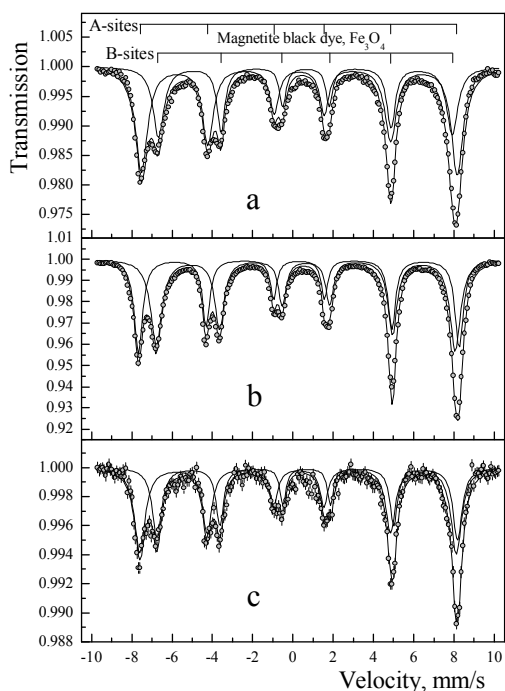 A-sites
Magnetite black dye, Fe3O4
B-sites
Transmission
1.005
1.000
0.995
0.990
0.985
0.980
0.975
a
1.01
1.00
0.99
0.98
0.97
0.96
0.95
0.94
0.93
0.92
b
1.000
0.998
0.996
0.994
0.992
0.990
0.988
c
-10 -8 -6 -4 -2 0 2 4 6 8 10
Velocity, mm/s